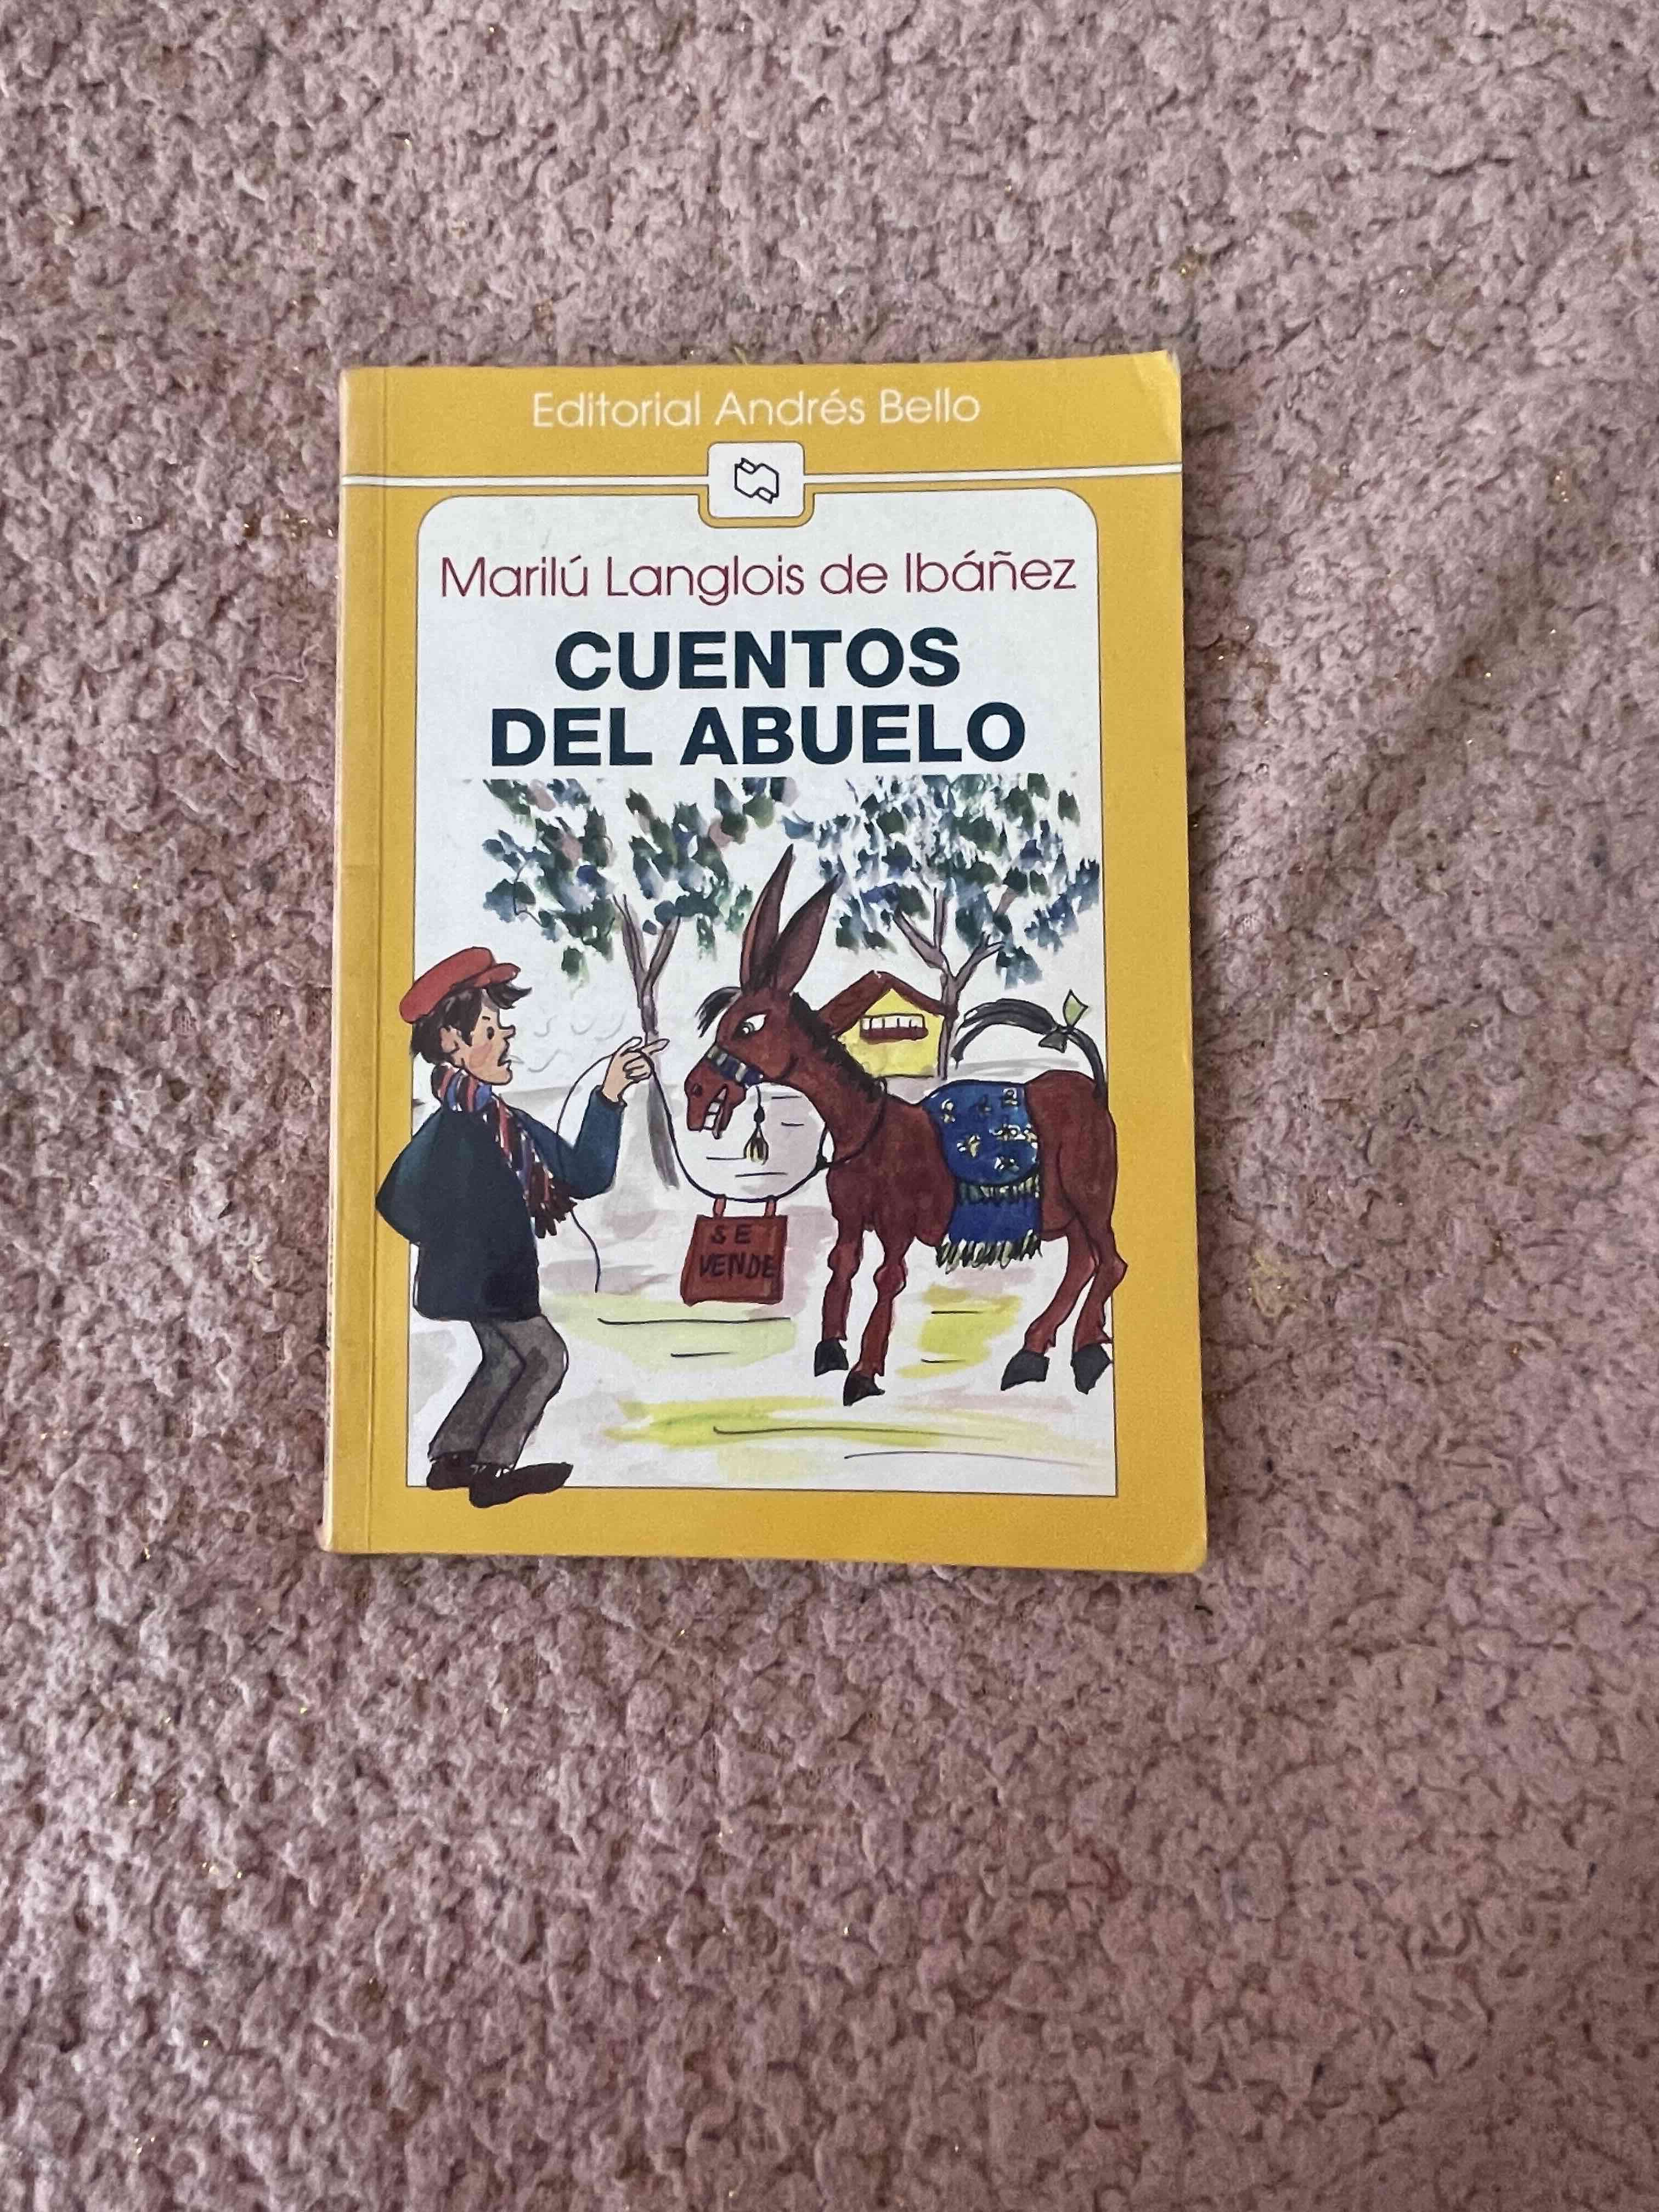 Editorial Andrés Bello
Marilú Langlois de Ibáñez
CUENTOS
DEL ABUELO
SE
VENDE